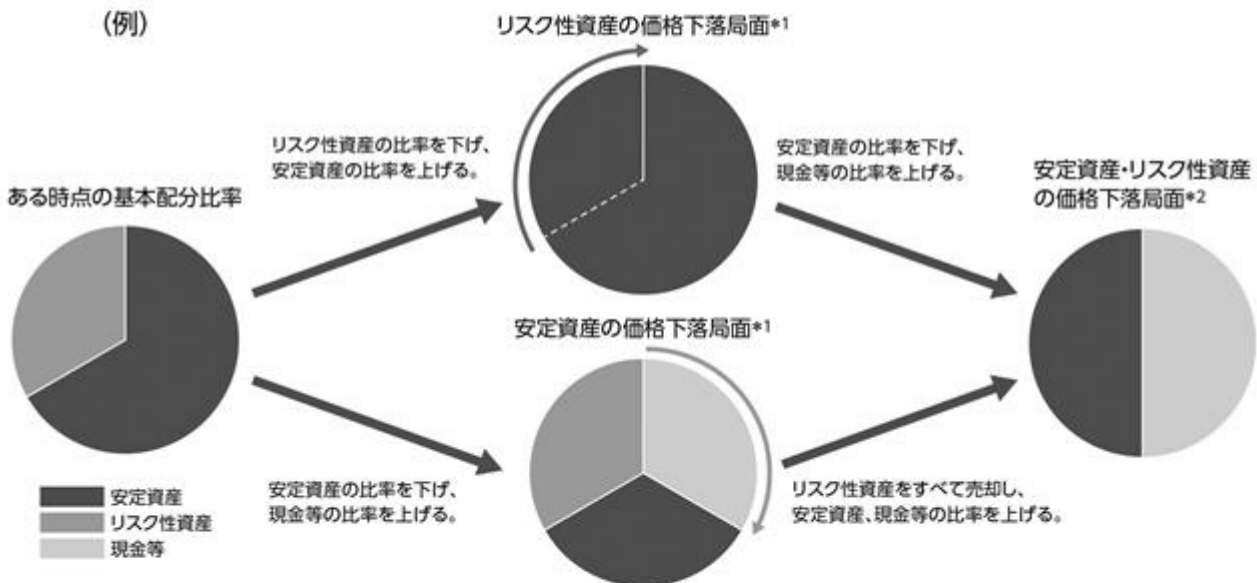 (例)
リスク性資産の価格下落局面*1
リスク性資産の比率を下げ、
安定資産の比率を上げる。
安定資産の比率を下げ、
現金等の比率を上げる。
ある時点の基本配分比率
安定資産・リスク性資産
の価格下落局面*2
安定資産の価格下落局面*1
安定資産の比率を下げ、
現金等の比率を上げる。
リスク性資産をすべて売却し、
安定資産、現金等の比率を上げる。
安定資産
リスク性資産
現金等